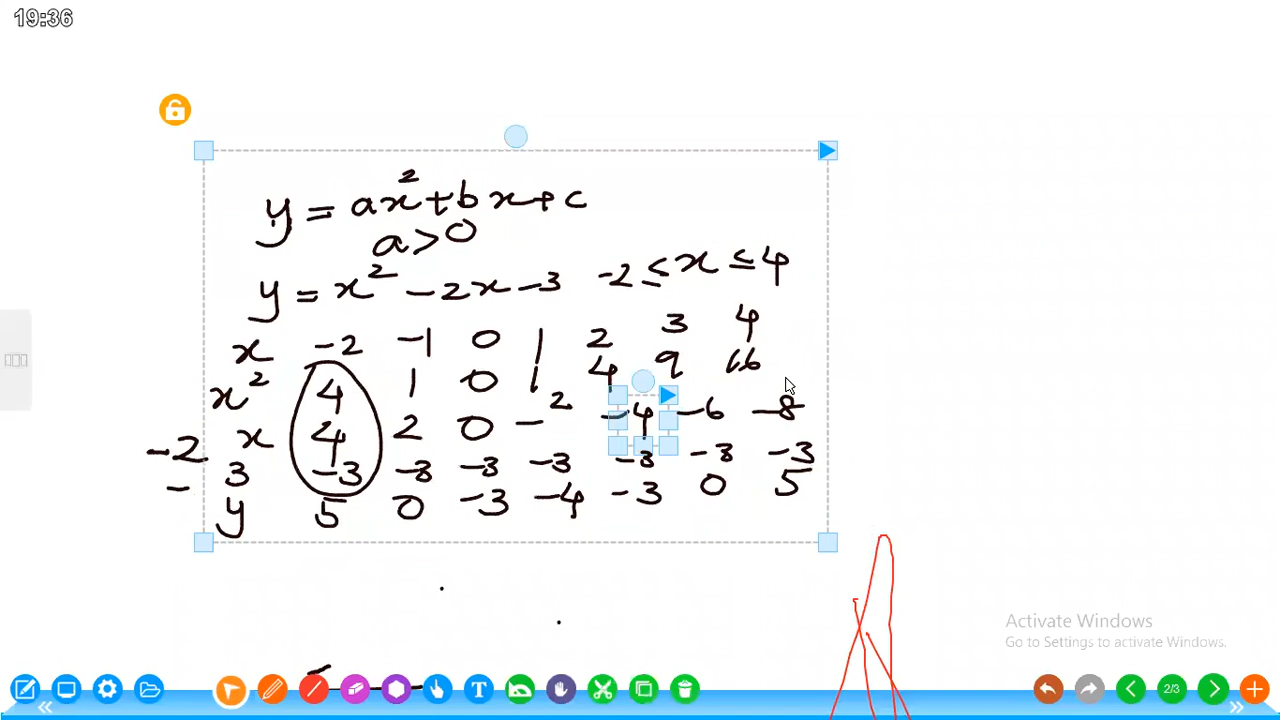 19:36
y = ax² + bx + c
a > 0
y = x² - 2x - 3   -2 ≤ x ≤ 4
x -2 -1 0 1 2 3 4
x² 4 1 0 1 4 9 16
-2x 4 2 0 -2 -4 -6 -8
-3 -3 -3 -3 -3 -3 -3 -3
y 5 0 -3 -4 -3 0 5
Activate Windows
Go to Settings to activate Windows.
2/3